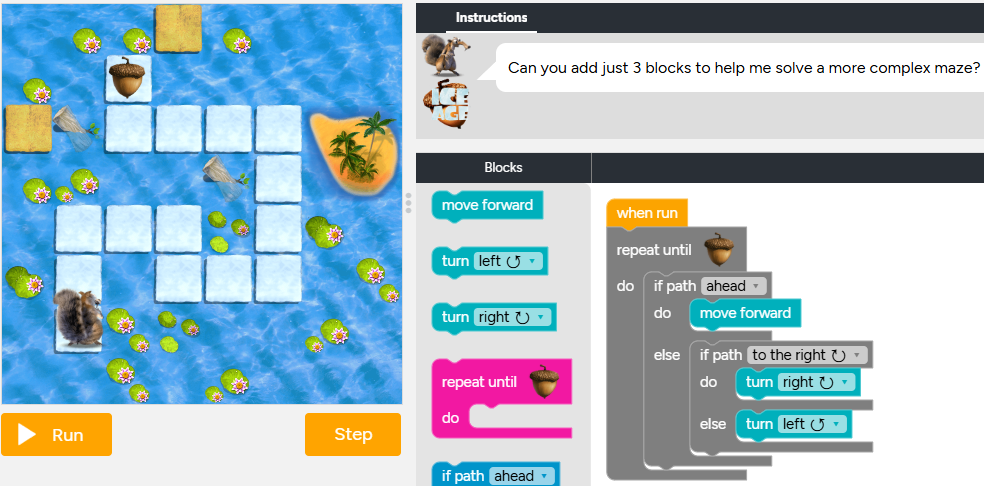 Instructions
Can you add just 3 blocks to help me solve a more complex maze?
ICE
AGE
Blocks
move forward
turn left
turn right
repeat until
do
if path ahead
Run
Step
when run
repeat until
do if path ahead
do move forward
else if path to the right
do turn right
else turn left